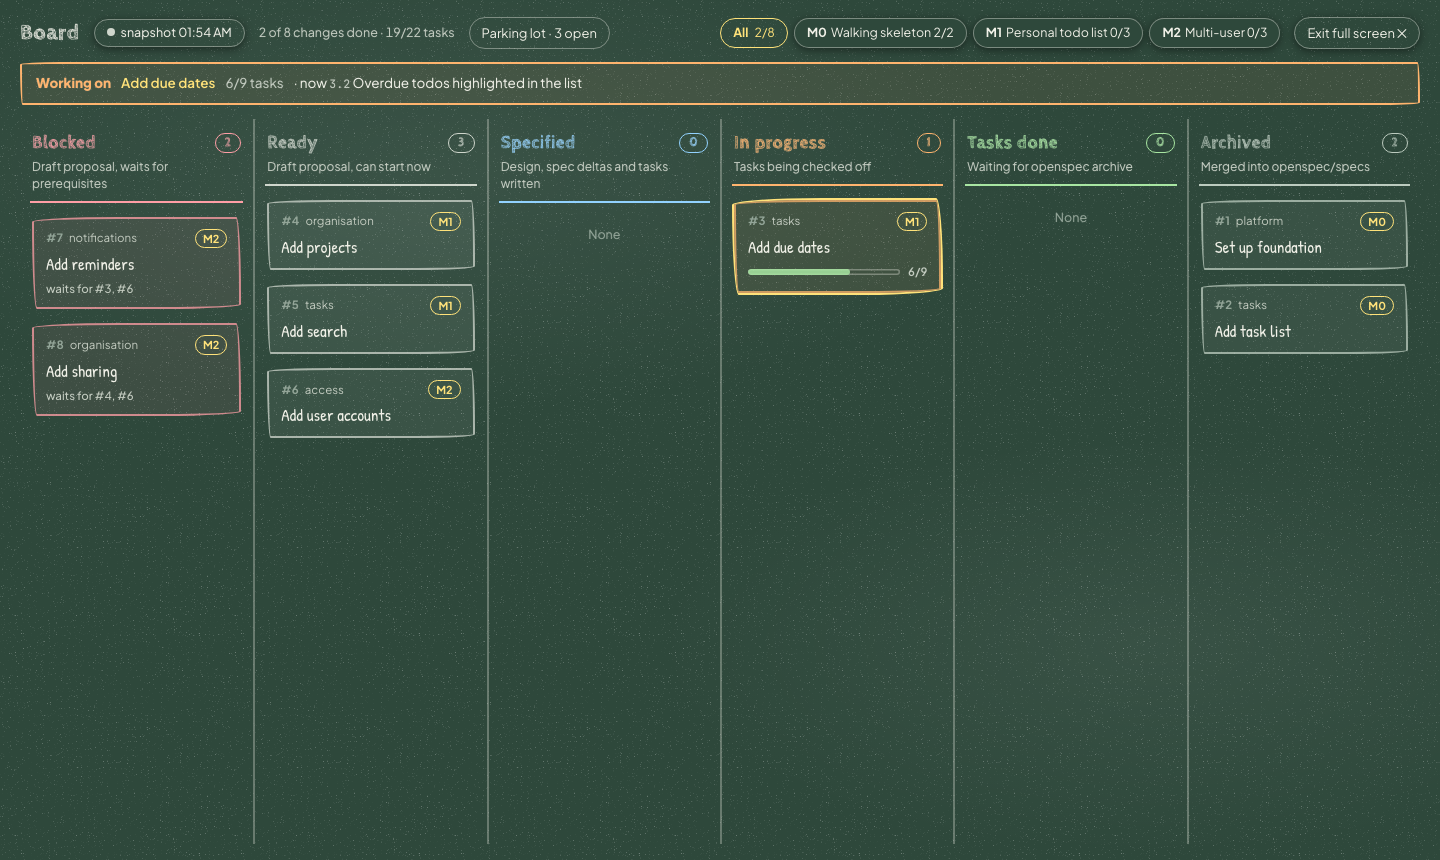 Board
snapshot 01:54 AM
2 of 8 changes done · 19/22 tasks
Parking lot · 3 open
All 2/8
M0 Walking skeleton 2/2
M1 Personal todo list 0/3
M2 Multi-user 0/3
Exit full screen ×
Working on Add due dates 6/9 tasks · now 3.2 Overdue todos highlighted in the list
Blocked 2
Draft proposal, waits for
prerequisites
#7 notifications M2
Add reminders
waits for #3, #6
#8 organisation M2
Add sharing
waits for #4, #6
Ready 3
Draft proposal, can start now
#4 organisation M1
Add projects
#5 tasks M1
Add search
#6 access M2
Add user accounts
Specified 0
Design, spec deltas and tasks
written
None
In progress 1
Tasks being checked off
#3 tasks M1
Add due dates
6/9
Tasks done 0
Waiting for openspec archive
None
Archived 2
Merged into openspec/specs
#1 platform M0
Set up foundation
#2 tasks M0
Add task list